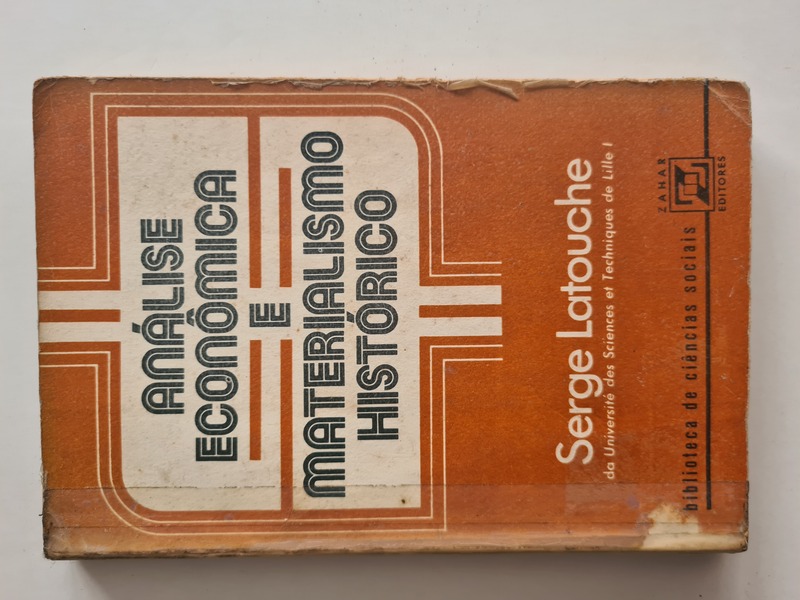 ANÁLISE
ECONÔMICA
E
MATERIALISMO
HISTÓRICO
Serge Latouche
da Université des Sciences et Techniques de Lille I
biblioteca de ciências sociais
ZAHAR
EDITORES